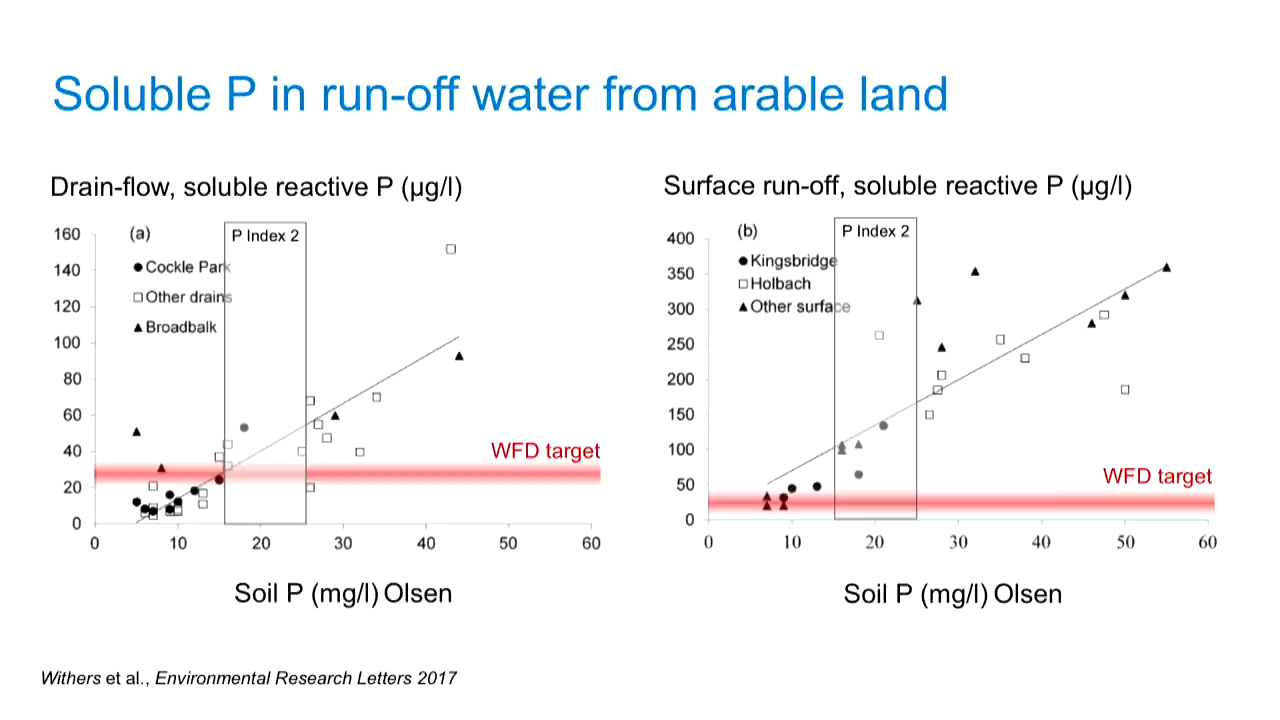 Soluble P in run-off water from arable land
Drain-flow, soluble reactive P (µg/l)
Surface run-off, soluble reactive P (µg/l)
(a)
P Index 2
Cockle Park
Other drains
Broadbalk
WFD target
160
140
120
100
80
60
40
20
0
0 10 20 30 40 50 60
Soil P (mg/l) Olsen
(b)
P Index 2
Kingsbridge
Holbach
Other surface
WFD target
400
350
300
250
200
150
100
50
0
0 10 20 30 40 50 60
Soil P (mg/l) Olsen
Withers et al., Environmental Research Letters 2017